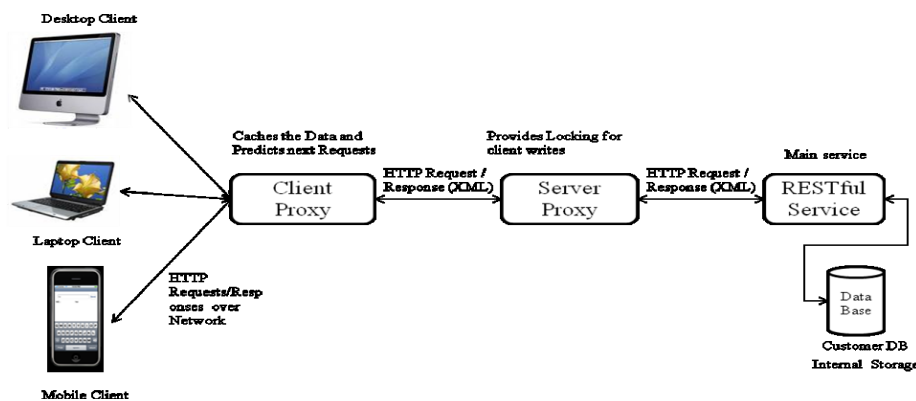 Desktop Client
Caches the Data and
Predicts next Requests
Provides Locking for
client writes
Main service
HTTP Request /
Response (XML)
HTTP Request /
Response (XML)
Client
Proxy
Server
Proxy
RESTful
Service
Laptop Client
HTTP
Requests/Resp
onses over
Network
Data
Base
Customer DB
Internal Storage
Mobile Client